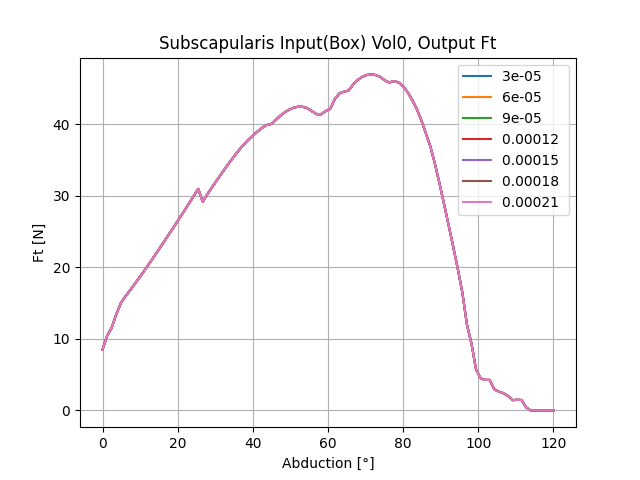 Subscapularis Input(Box) Vol0, Output Ft
3e-05
6e-05
9e-05
0.00012
0.00015
0.00018
0.00021
Ft [N]
40
30
20
10
0
0 20 40 60 80 100 120
Abduction [°]